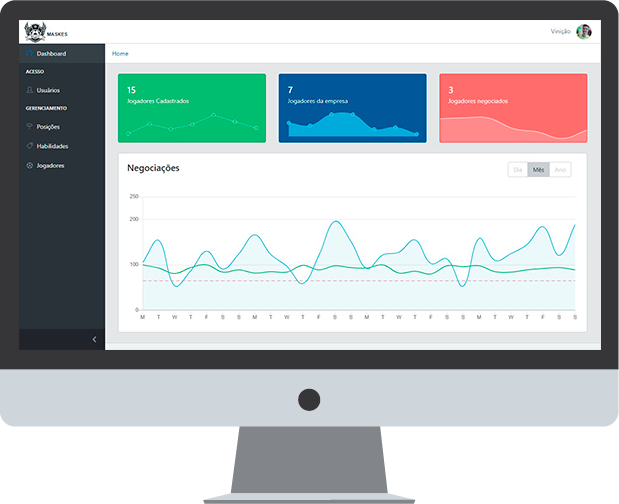 MASKES
Vinição
Dashboard
Home
ACESSO
Usuários
GERENCIAMENTO
Posições
Habilidades
Jogadores
15
Jogadores Cadastrados
7
Jogadores da empresa
3
Jogadores negociados
Negociações
Dia Mês Ano
250
200
100
0
M T W T F S S M T W T F S S M T W T F S S M T W T F S S